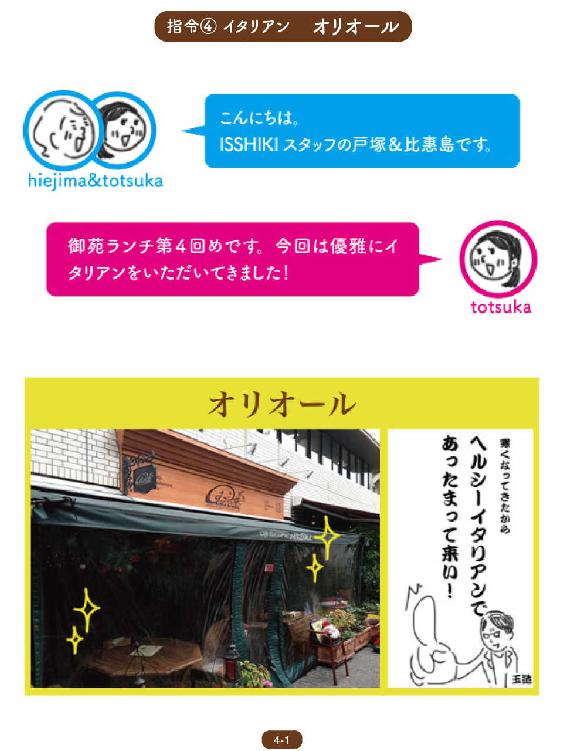 指令④ イタリアン　オリオール
こんにちは。
ISSHIKI スタッフの戸塚＆比恵島です。
hiejima&totsuka
御苑ランチ第４回めです。今回は優雅にイ
タリアンをいただいてきました！
totsuka
オリオール
寒くなってきたから
ヘルシーイタリアンで
あったまって来い！
玉造
4-1